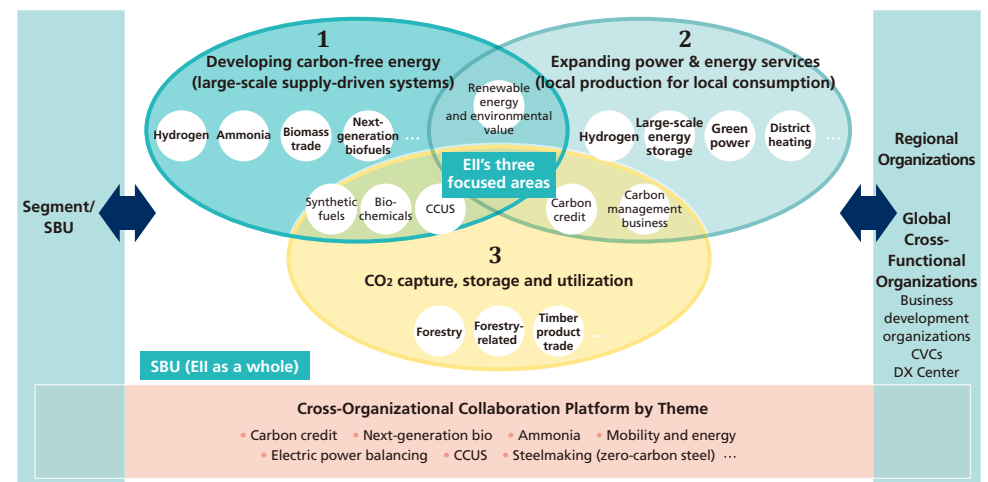 1
Developing carbon-free energy
(large-scale supply-driven systems)
2
Expanding power & energy services
(local production for local consumption)
Renewable
energy
and environmental
value
Hydrogen
Ammonia
Biomass
trade
Next-
generation
biofuels
…
Hydrogen
Large-scale
energy
storage
Green
power
District
heating
…
EII's three
focused areas
Synthetic
fuels
Bio-
chemicals
CCUS
Carbon
credit
Carbon
management
business
3
CO2 capture, storage and utilization
Forestry
Forestry-
related
Timber
product
trade
…
Segment/
SBU
Regional
Organizations
Global
Cross-
Functional
Organizations
Business
development
organizations
CVCs
DX Center
SBU (EII as a whole)
Cross-Organizational Collaboration Platform by Theme
• Carbon credit • Next-generation bio • Ammonia • Mobility and energy
• Electric power balancing • CCUS • Steelmaking (zero-carbon steel) …